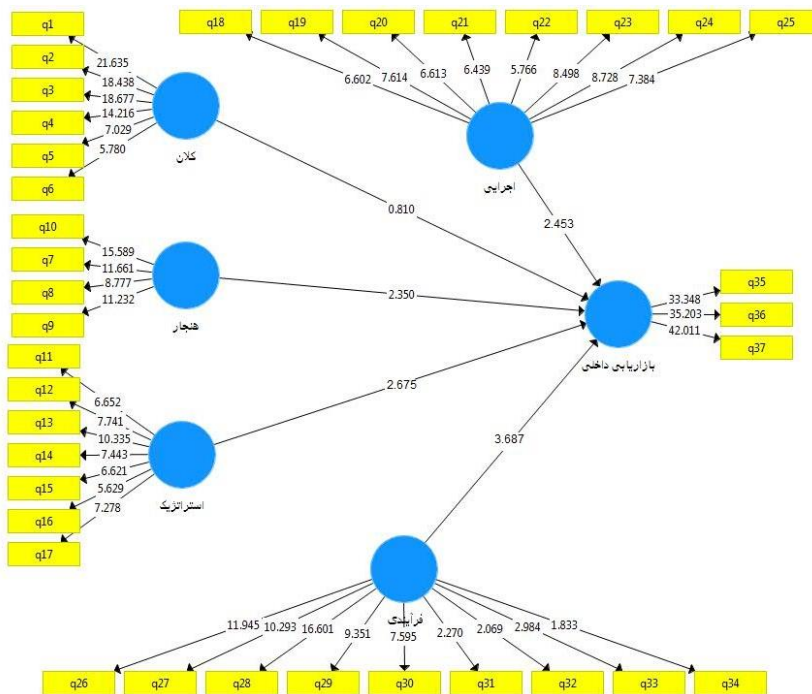 q1
q2
q3
q4
q5
q6
21.635
18.438
18.677
14.216
7.029
5.780
کلان
q18
q19
q20
q21
q22
q23
q24
q25
6.602
7.614
6.613
6.439
5.766
8.498
8.728
7.384
اجرایی
0.810
2.453
q10
q7
q8
q9
15.589
11.661
8.777
11.232
هنجار
2.350
q35
q36
q37
33.348
35.203
42.011
بازاریابی داخلی
q11
q12
q13
q14
q15
q16
q17
6.652
7.741
10.335
7.443
6.621
5.629
7.278
استراتژیک
2.675
3.687
فرآیندی
11.945
10.293
16.601
9.351
7.595
2.270
2.069
2.984
1.833
q26
q27
q28
q29
q30
q31
q32
q33
q34